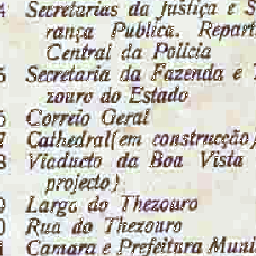 Secretarias da Justiça e S
rança Publica. Repart
Central da Policia
Secretaria da Fazenda e
zouro do Estado
Correio Geral
Cathedral(em construcção)
Viaducto da Boa Vista
projecto)
Largo do Thezouro
Rua do Thezouro
Camara e Prefeitura Muni